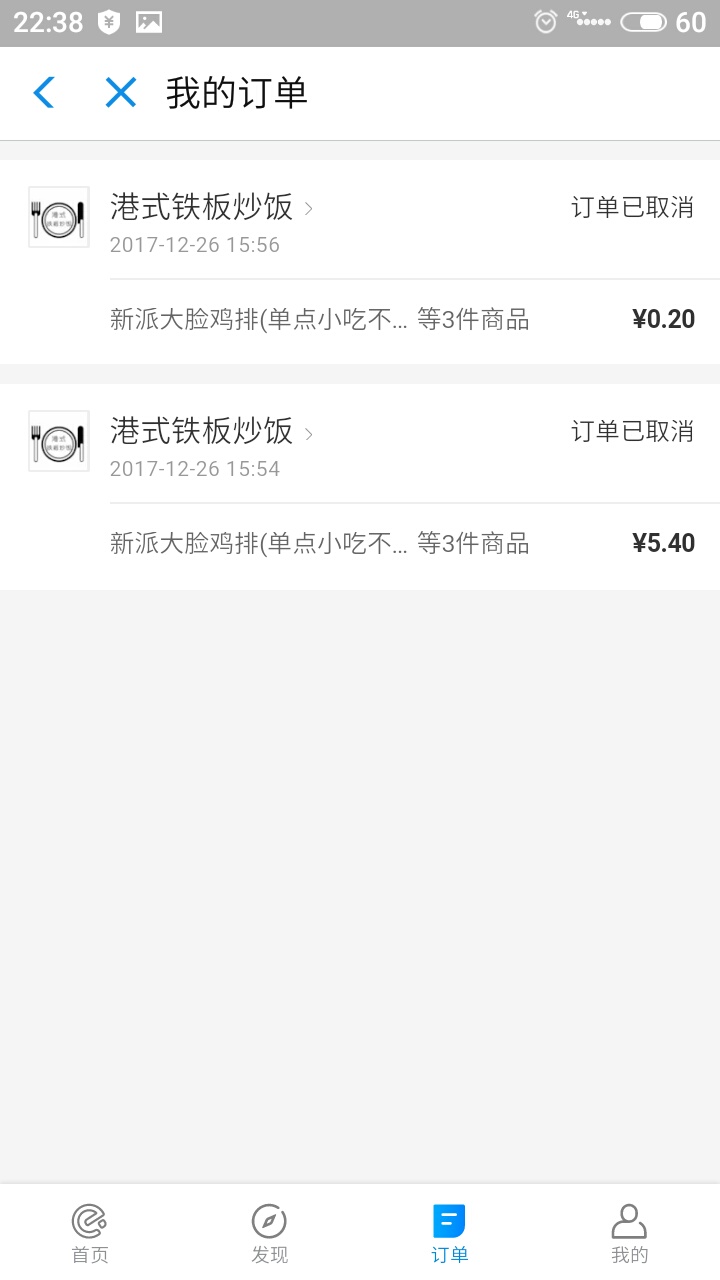 22:38
4G
60
我的订单
港式铁板炒饭
订单已取消
2017-12-26 15:56
新派大脸鸡排(单点小吃不... 等3件商品
¥0.20
港式铁板炒饭
订单已取消
2017-12-26 15:54
新派大脸鸡排(单点小吃不... 等3件商品
¥5.40
首页
发现
订单
我的